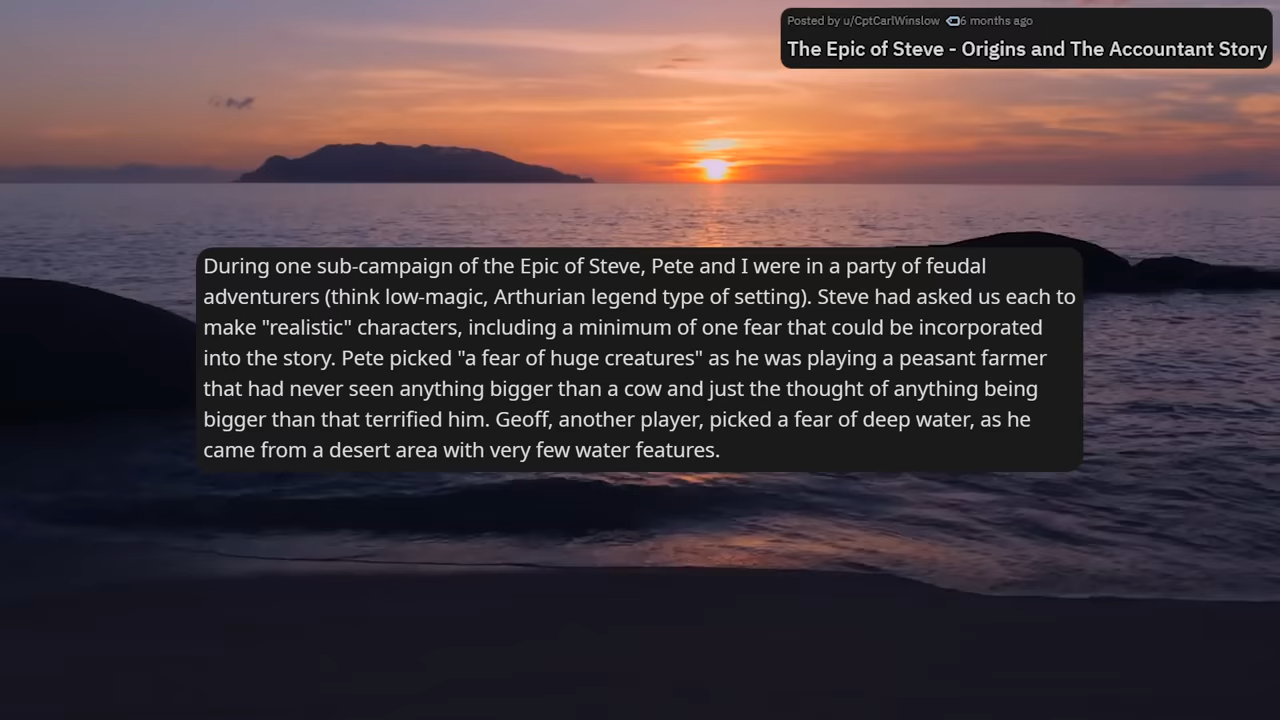 Posted by u/CptCarlWinslow 6 months ago
The Epic of Steve - Origins and The Accountant Story
During one sub-campaign of the Epic of Steve, Pete and I were in a party of feudal
adventurers (think low-magic, Arthurian legend type of setting). Steve had asked us each to
make "realistic" characters, including a minimum of one fear that could be incorporated
into the story. Pete picked "a fear of huge creatures" as he was playing a peasant farmer
that had never seen anything bigger than a cow and just the thought of anything being
bigger than that terrified him. Geoff, another player, picked a fear of deep water, as he
came from a desert area with very few water features.